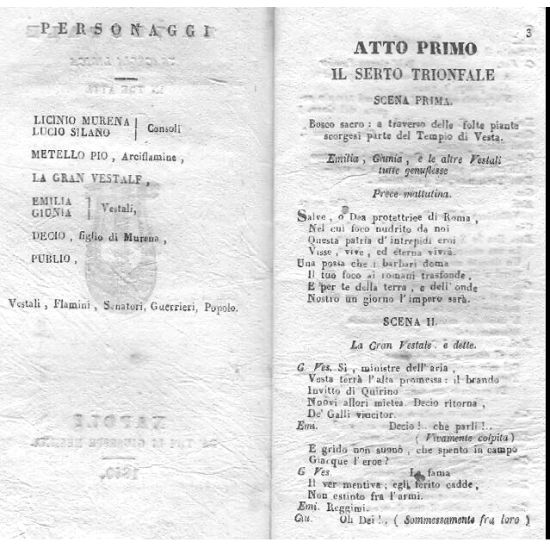 PERSONAGGI
LICINIO MURENA
LUCIO SILANO
Consoli
METELLO PIO, Arciflamine,
LA GRAN VESTALE,
EMILIA
GIUNIA
Vestali,
DECIO, figlio di Murena,
PUBLIO,
Vestali, Flamini, Senatori, Guerrieri, Popolo.
3
ATTO PRIMO
IL SERTO TRIONFALE
SCENA PRIMA.
Bosco sacro: a traverso delle folte piante
scorgesi parte del Tempio di Vesta.
Emilia, Giunia, e le altre Vestali
tutte genuflesse
Prece mattutina.
Salve, o Dea protettrice di Roma,
Nel cui foco nudrito da noi
Questa patria d'intrepidi eroi
Visse, vive, ed eterna vivrà.
Una possa che i barbari doma
Il tuo foco ai romani trasfonde,
E per te della terra, e dell'onde
Nostro un giorno l'impero sarà.
SCENA II.
La Gran Vestale. e dette.
G Ves. Sì, ministre dell'aria,
Vesta terrà l'alta promessa: il brando
Invitto di Quirino
Nuovi allori mietea. Decio ritorna,
De' Galli vincitor.
Emi. Decio!.. che parli!..
(Vivamente colpita)
E grido non suonò, che spento in campo
Giacque l'eroe?
G Ves. La fama
Il ver mentiva; egli ferito cadde,
Non estinto fra l'armi.
Emi. Reggimi.
Giu. Oh Dei!.. (Sommessamente fra loro)